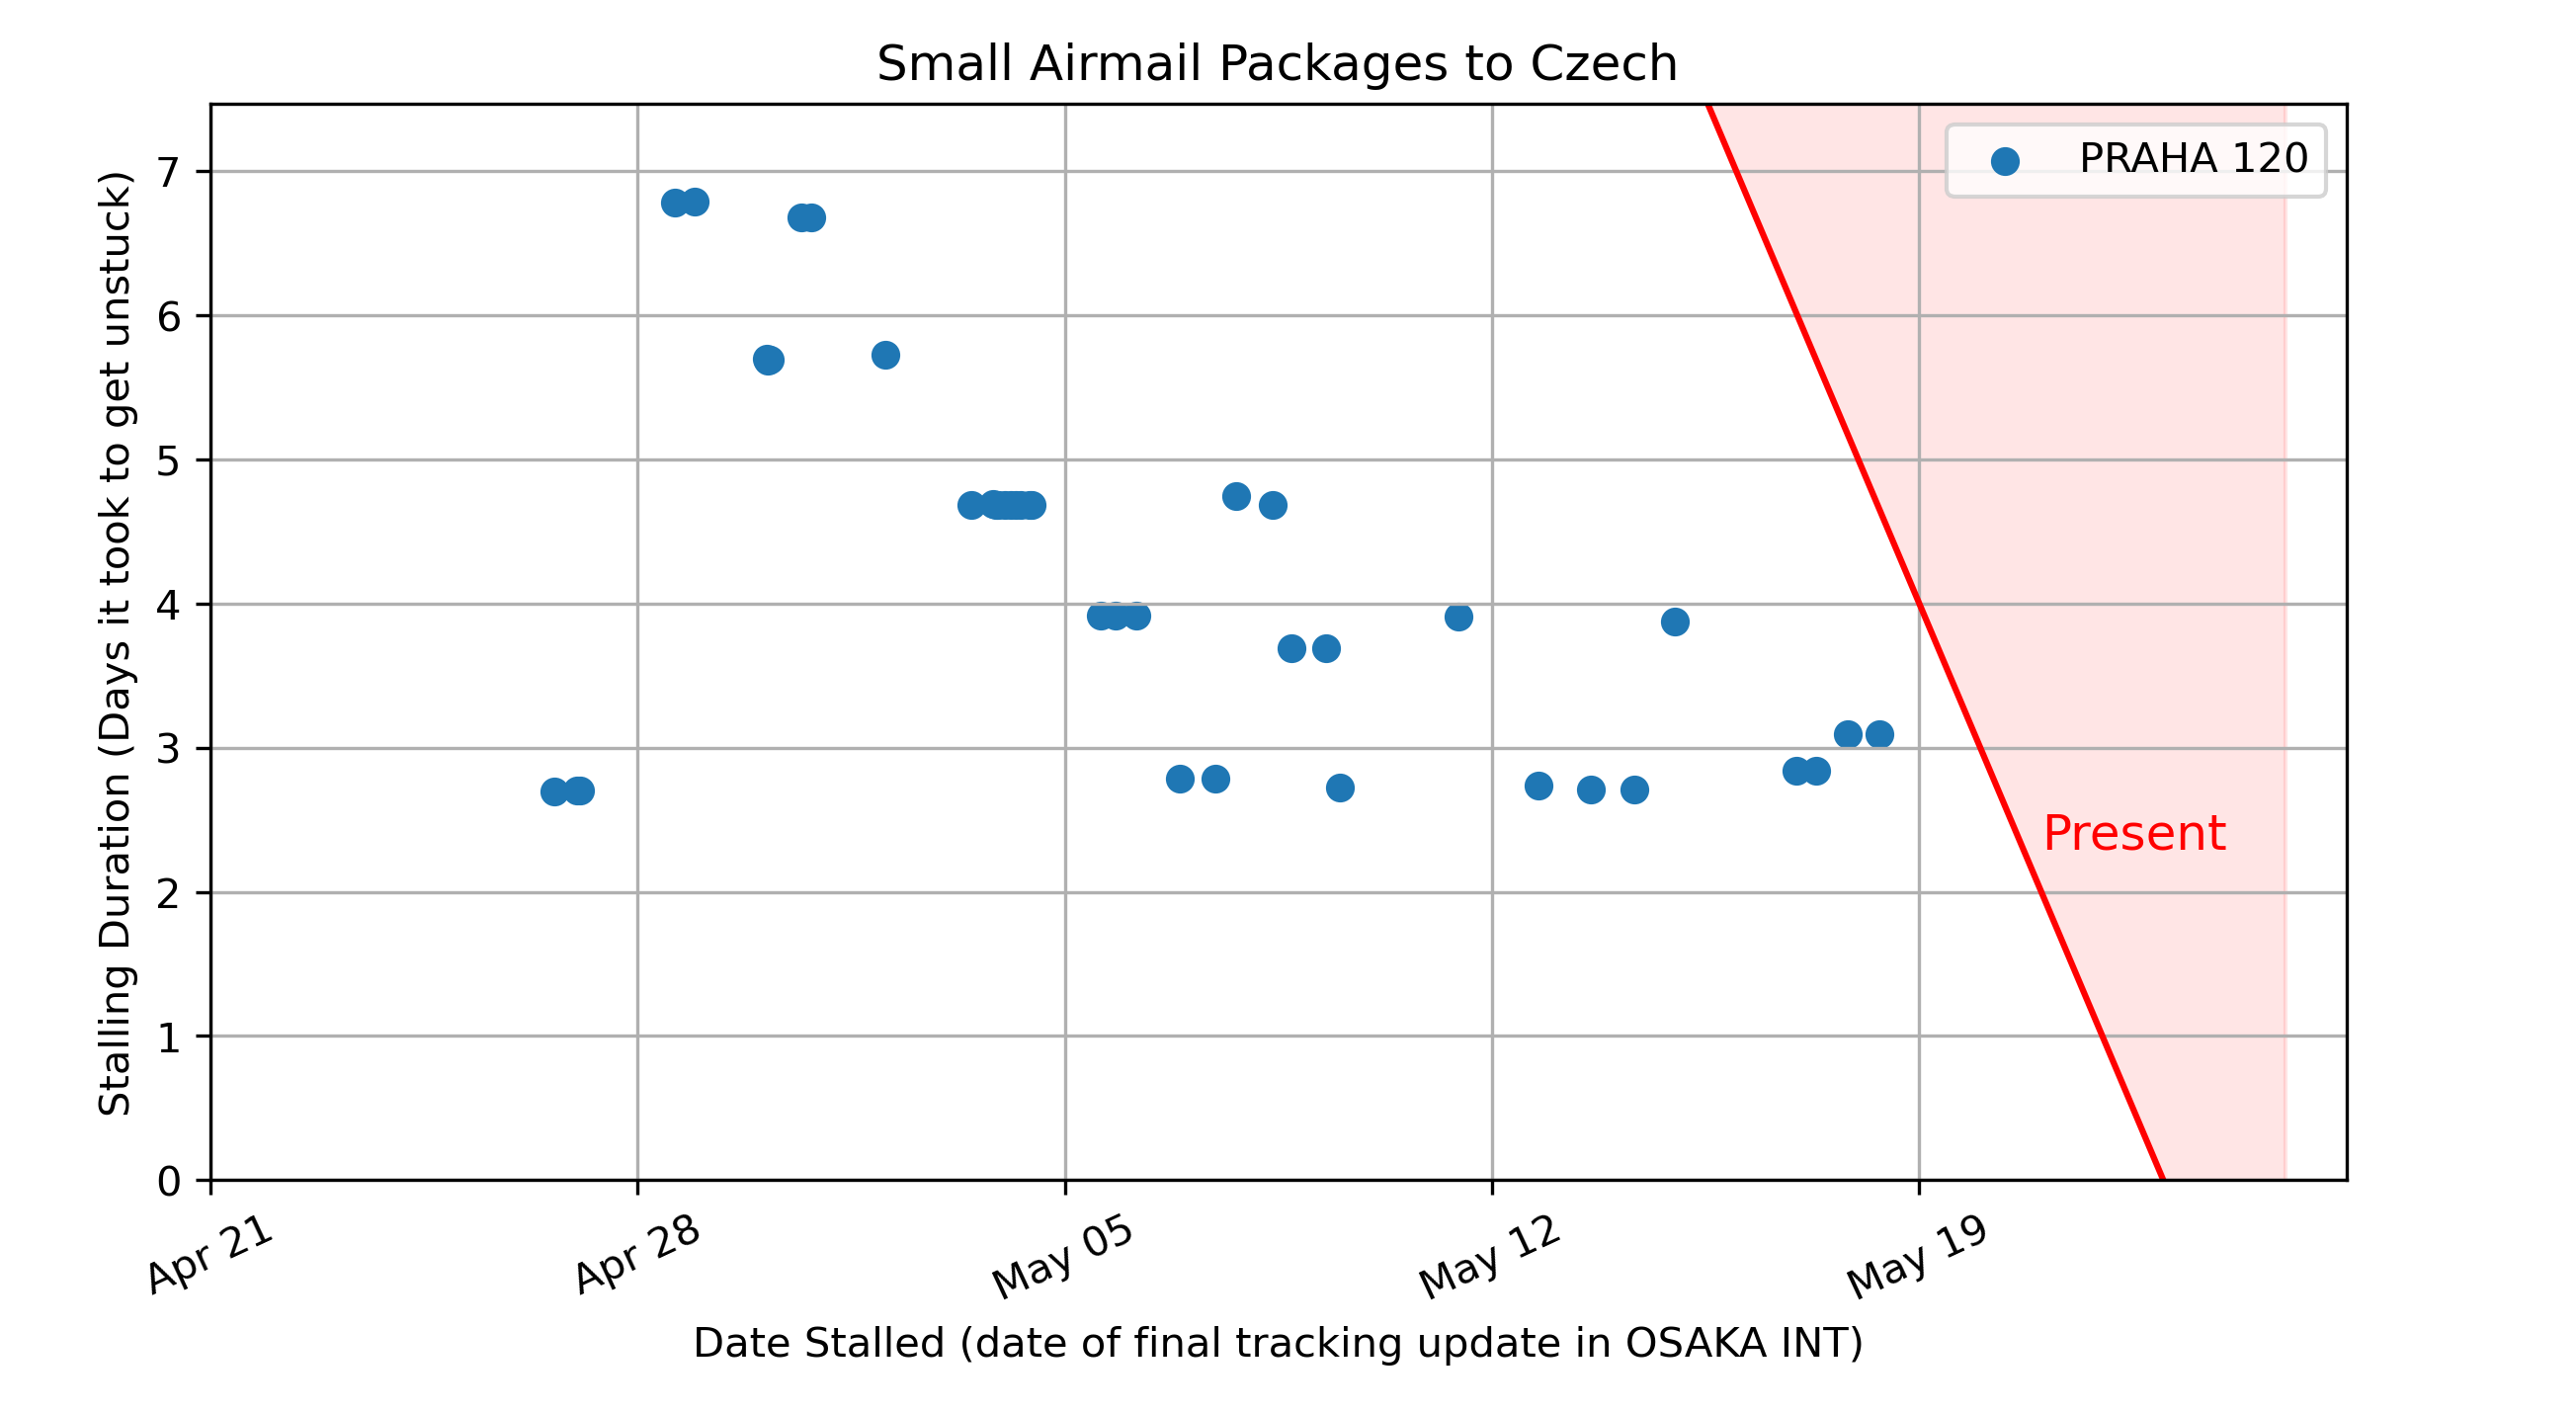 Small Airmail Packages to Czech
PRAHA 120
Stalling Duration (Days it took to get unstuck)
7
6
5
4
3
2
1
0
Present
Apr 21
Apr 28
May 05
May 12
May 19
Date Stalled (date of final tracking update in OSAKA INT)